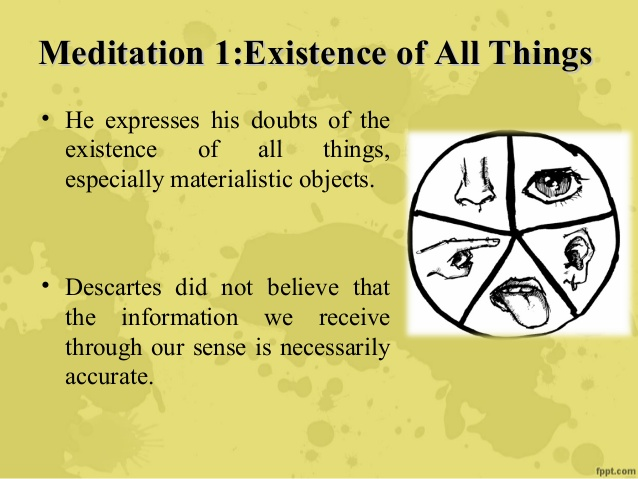 Meditation 1:Existence of All Things
• He expresses his doubts of the
existence of all things,
especially materialistic objects.
• Descartes did not believe that
the information we receive
through our sense is necessarily
accurate.
fppt.com